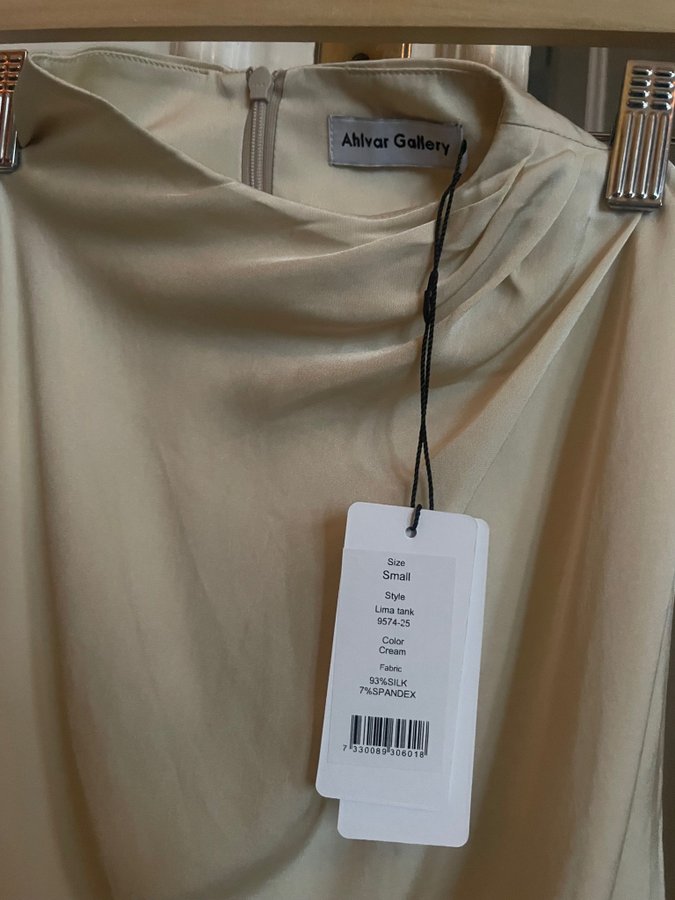 Ahlvar Gallery
Size
Small
Style
Lima tank
9574-25
Color
Cream
Fabric
93%SILK
7%SPANDEX
7 330089 306018